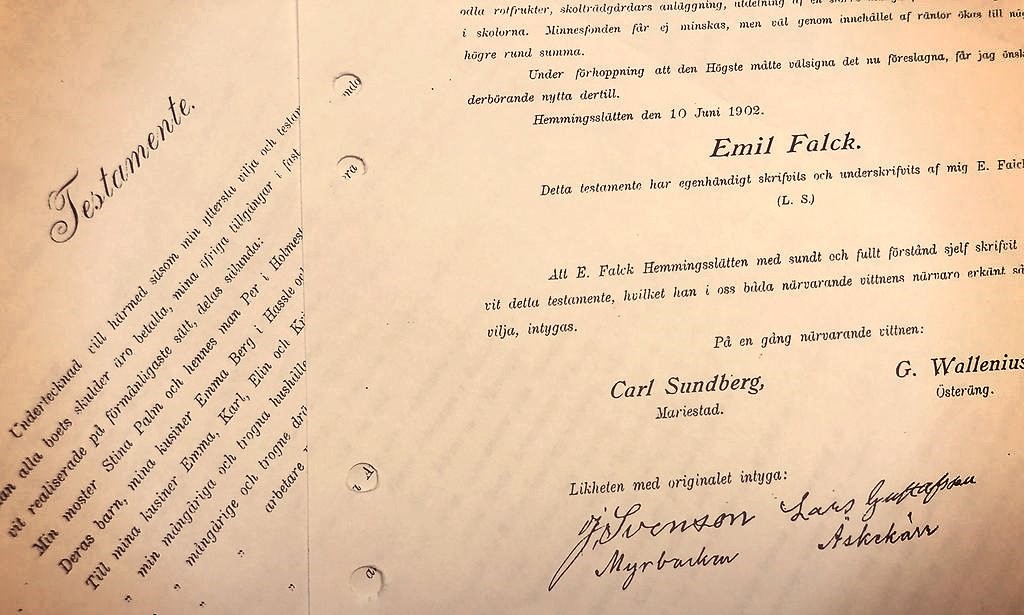 Testamente.
Undertecknad vill härmed såsom min yttersta vilja och
alla boets skulder äro betalta, mina öfriga tillgångar i fast
vit realiserade på förmånligaste sätt, delas sålunda:
Min moster Stina Palm och hennes man Per i
Deras barn, mina kusiner Emma Berg i Hassle
Till mina kusiner Emma, Karl, Elin och
„ min mångåriga och trogna
„ mångårige och trogne
„ „ arbetare
odla rotfrukter, skolträdgårdars anläggning, utdelning af en
i skolorna. Minnesfonden får ej minskas, men väl genom innehållet af räntor ökas till
högre rund summa.
Under förhoppning att den Högste måtte välsigna det nu föreslagna, får jag
derbörande nytta dertill.
Hemmingsslätten den 10 Juni 1902.
Emil Falck.
Detta testamente har egenhändigt skrifvits och underskrifvits af mig E. Falck
(L. S.)
Att E. Falck Hemmingsslätten med sundt och fullt förstånd sjelf skrifvit
vit detta testamente, hvilket han i oss båda närvarande vittnens närvaro erkänt
vilja, intygas.
På en gång närvarande vittnen:
Carl Sundberg,
Mariestad.
G. Wallenius
Österäng.
Likheten med originalet intyga:
J. Svenson Lars Gustafsson
Myrbacken Äskekärr